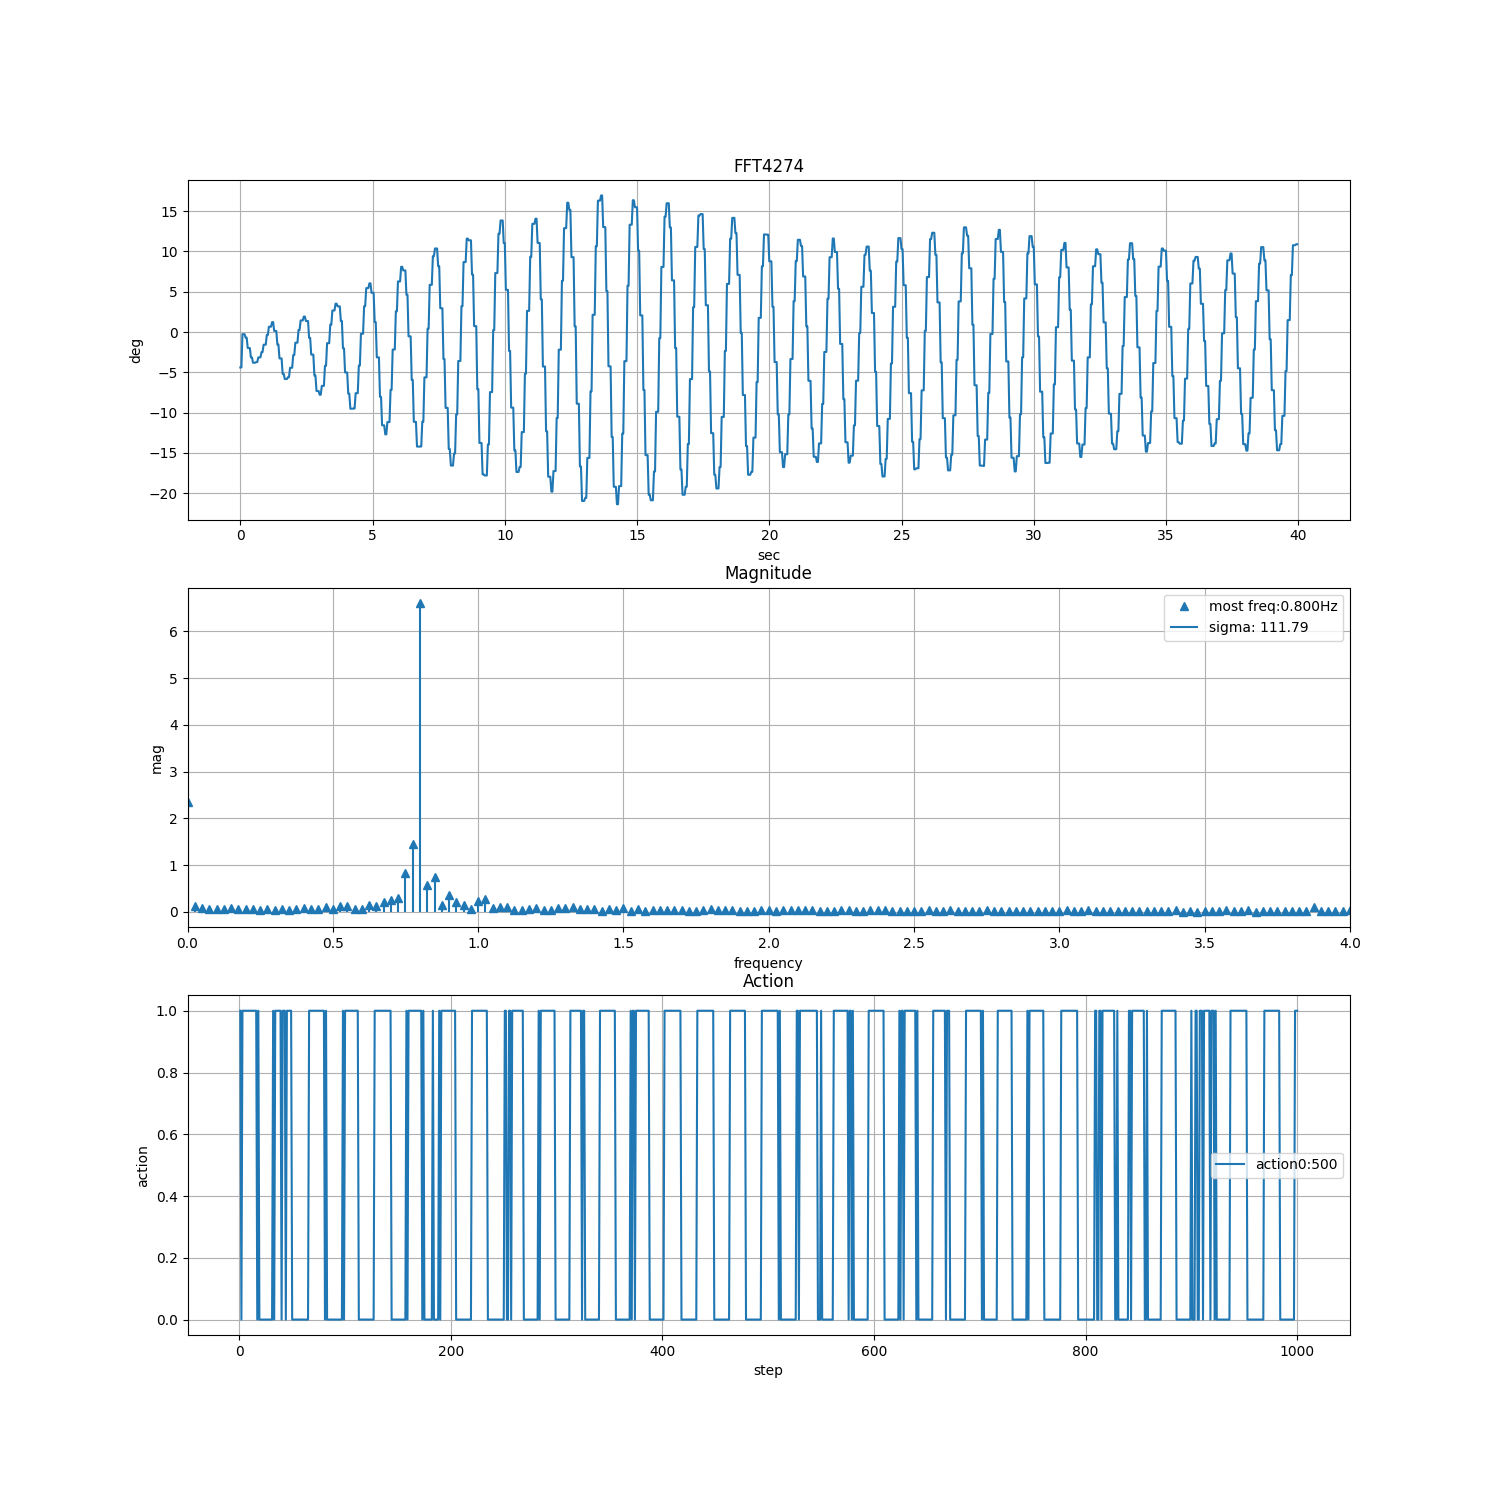 FFT4274
15
10
5
0
−5
−10
−15
−20
deg
0 5 10 15 20 25 30 35 40
sec
Magnitude
most freq:0.800Hz
sigma: 111.79
6
5
4
3
2
1
0
mag
0.0 0.5 1.0 1.5 2.0 2.5 3.0 3.5 4.0
frequency
Action
1.0
0.8
0.6
0.4
0.2
0.0
action
action0:500
0 200 400 600 800 1000
step